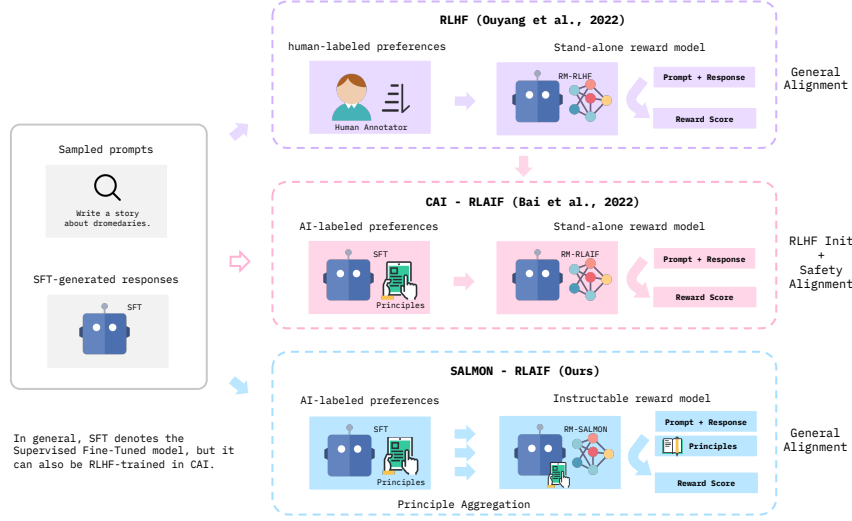 RLHF (Ouyang et al., 2022)
human-labeled preferences
Stand-alone reward model
RM-RLHF
Prompt + Response
Human Annotator
Reward Score
General
Alignment
Sampled prompts
Write a story
about dromedaries.
SFT-generated responses
SFT
CAI - RLAIF (Bai et al., 2022)
AI-labeled preferences
Stand-alone reward model
SFT
Principles
RM-RLAIF
Prompt + Response
Reward Score
RLHF Init
+
Safety
Alignment
SALMON - RLAIF (Ours)
AI-labeled preferences
Instructable reward model
SFT
Principles
RM-SALMON
Prompt + Response
Principles
Reward Score
Principle Aggregation
General
Alignment
In general, SFT denotes the
Supervised Fine-Tuned model, but it
can also be RLHF-trained in CAI.